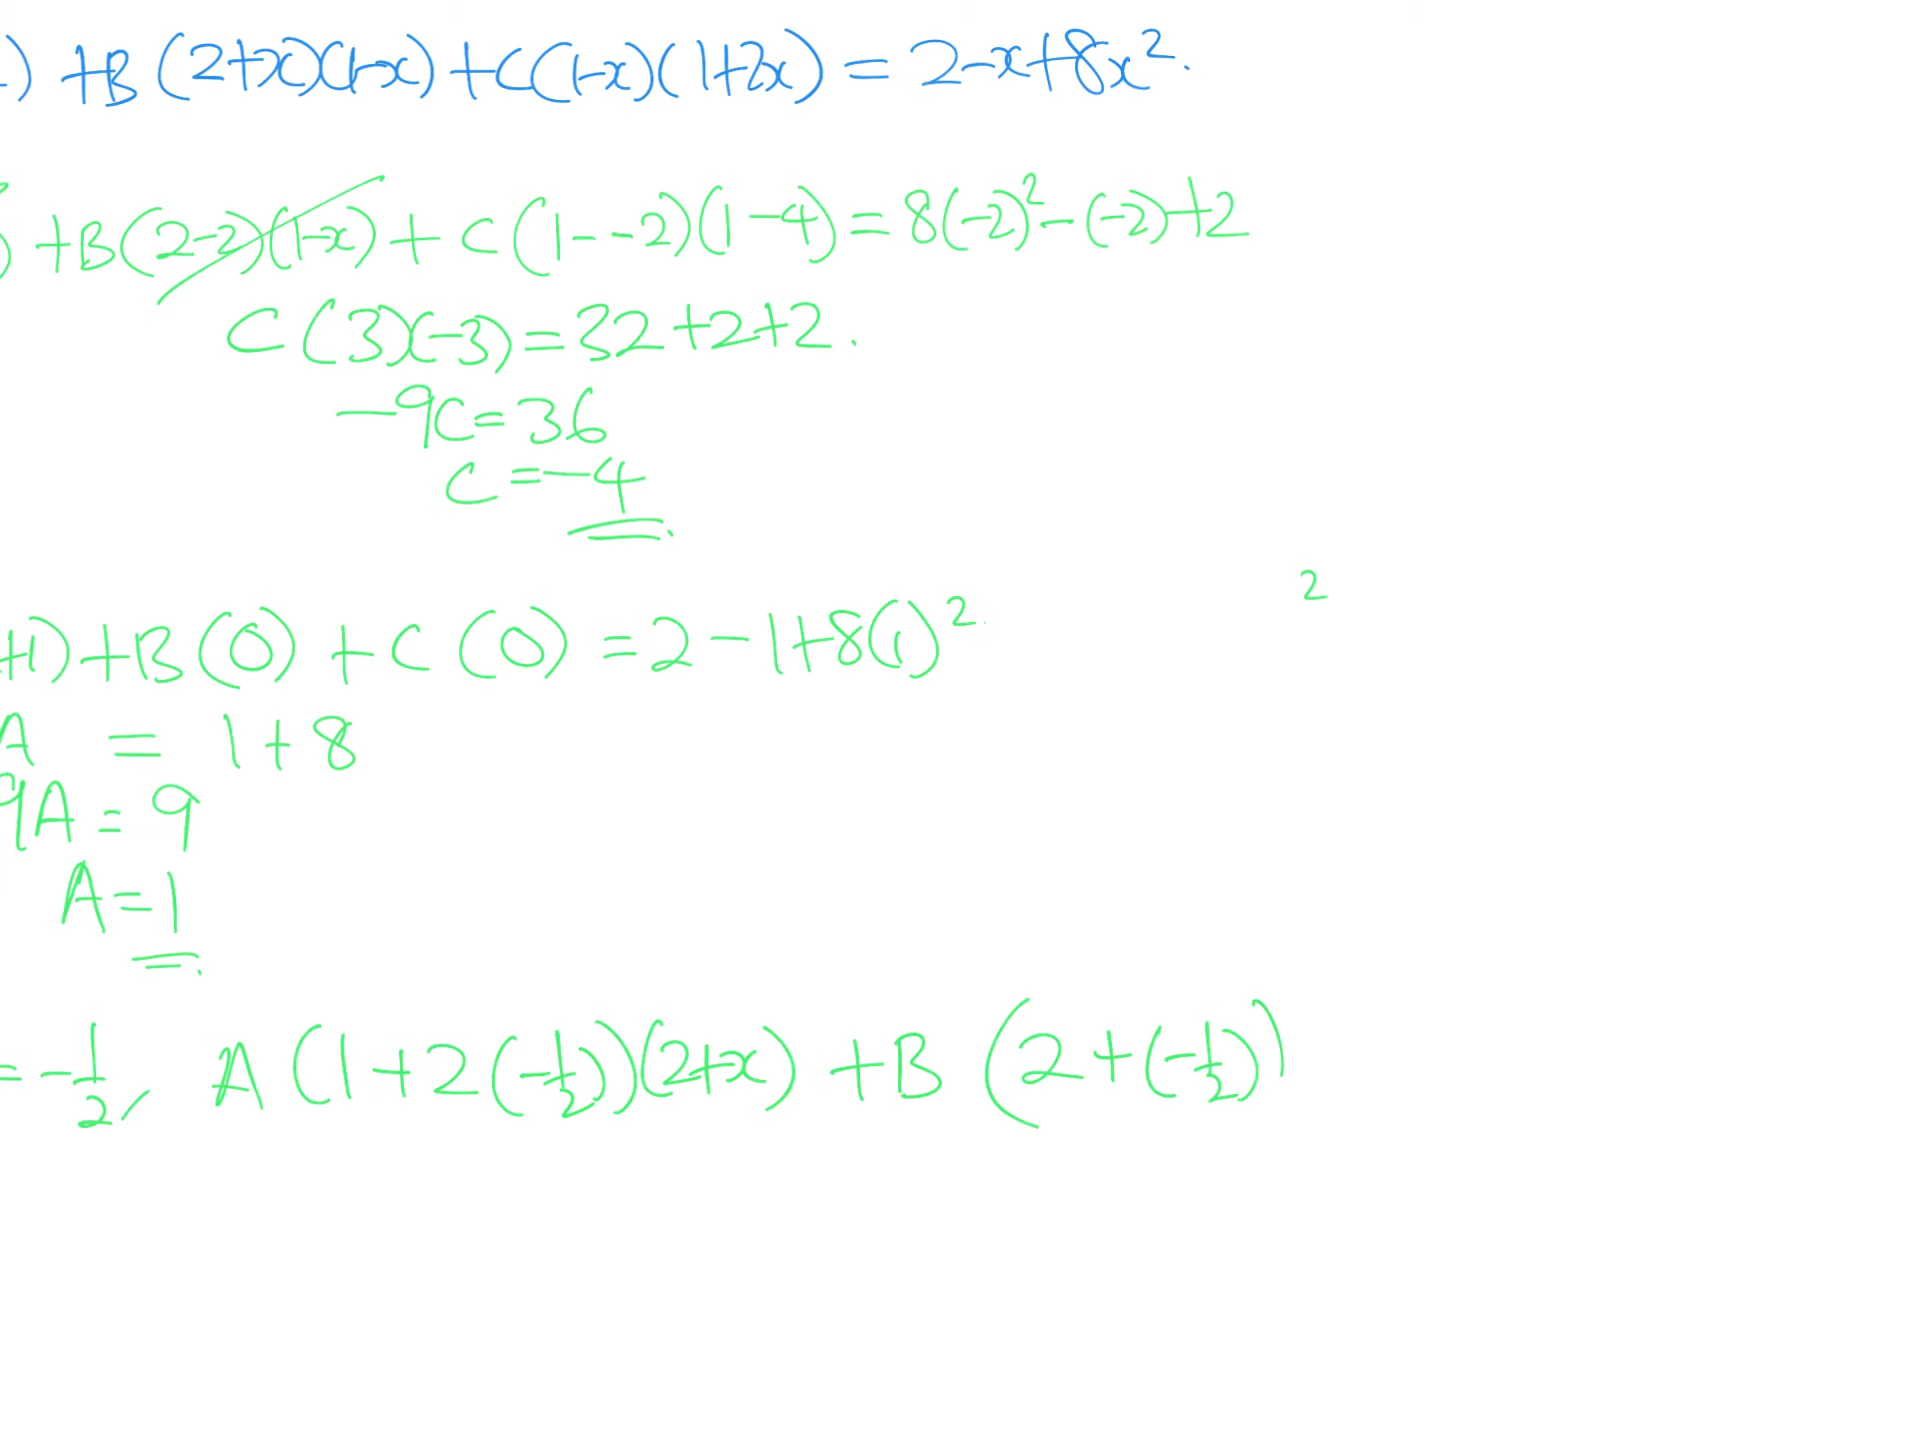 ) +B(2+x)(1-x) +C(1-x)(1+2x) = 2-x+8x².
+B(2-2)(1-x) + C(1--2)(1-4) = 8(-2)²-(-2)+2
C(3)(-3) = 32+2+2.
-9C = 36
C = -4
2
+1) +B(0) +C(0) = 2-1+8(1)²
A = 1+8
9A = 9
A = 1
= -1/2, A(1+2(-1/2))(2+x) +B(2+(-1/2))